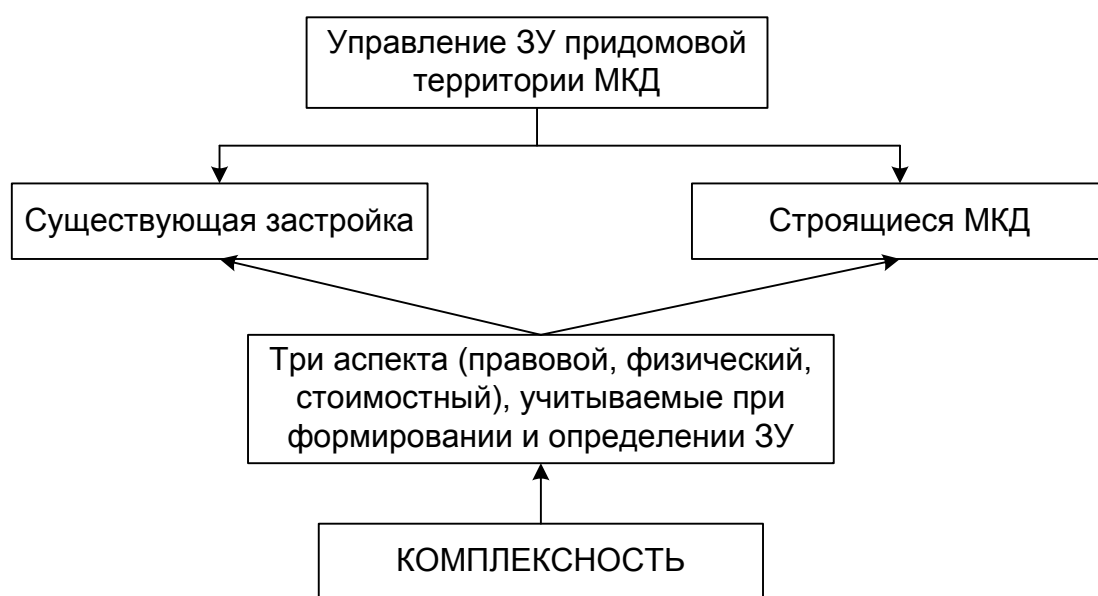 Управление ЗУ придомовой
территории МКД
Существующая застройка
Строящиеся МКД
Три аспекта (правовой, физический,
стоимостный), учитываемые при
формировании и определении ЗУ
КОМПЛЕКСНОСТЬ